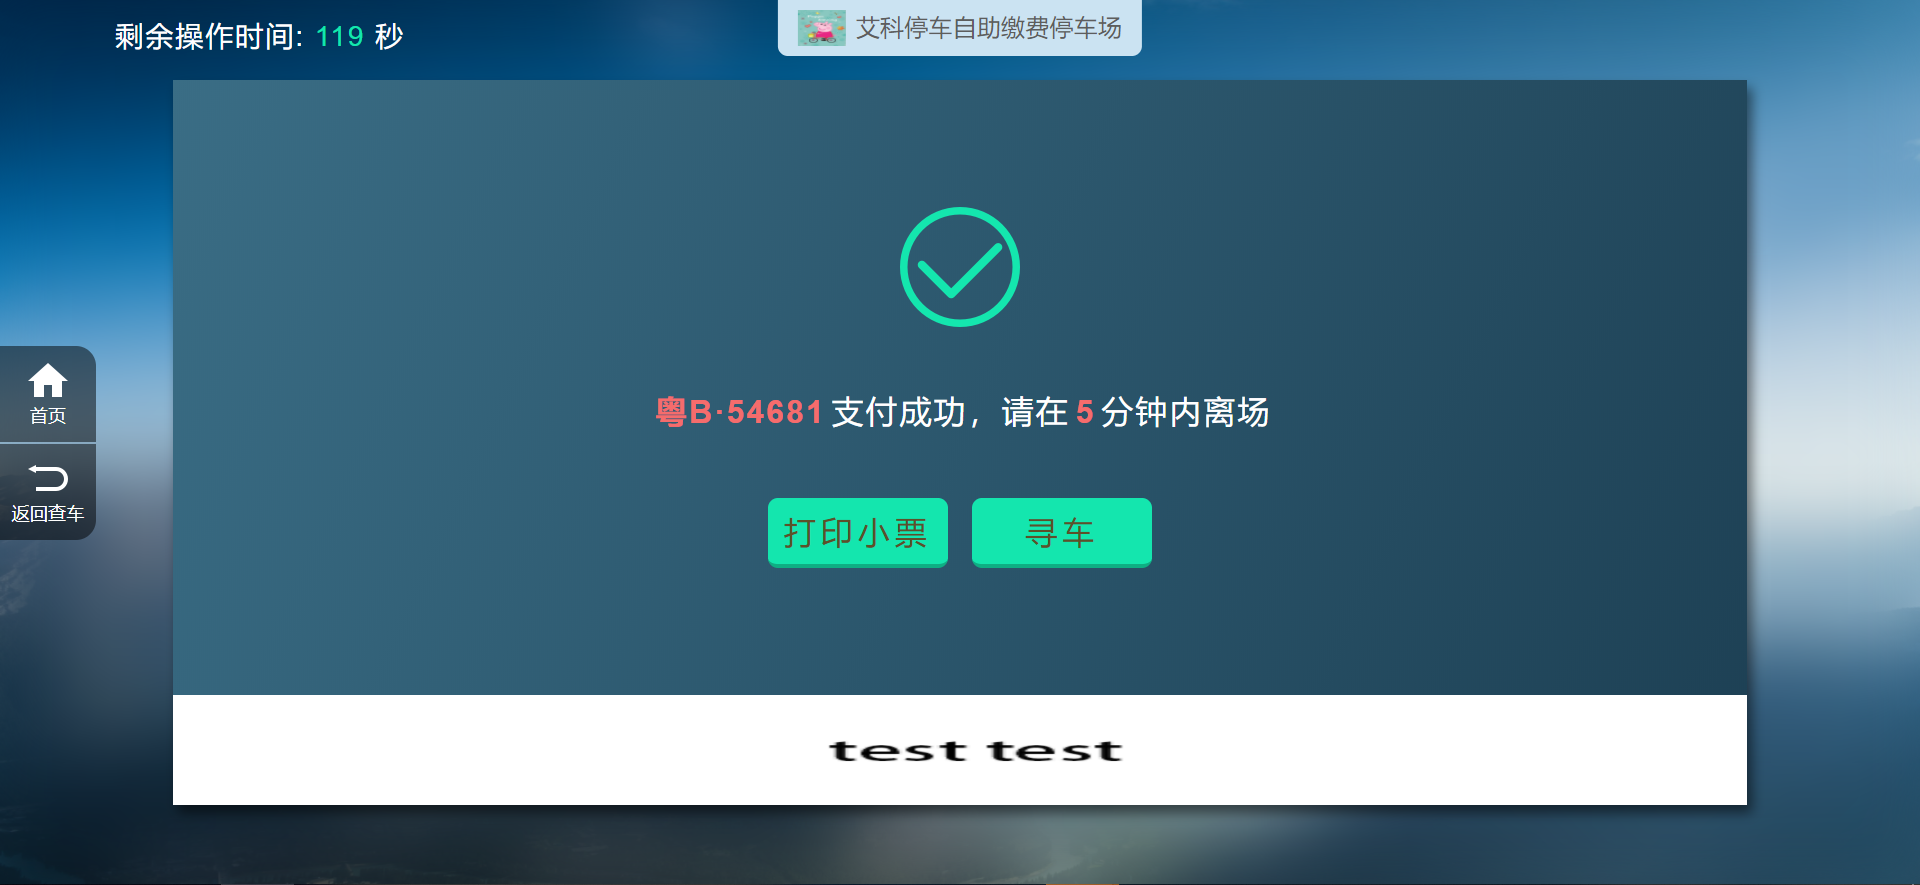 剩余操作时间: 119 秒
艾科停车自助缴费停车场
首页
返回查车
粤B·54681 支付成功，请在 5 分钟内离场
打印小票
寻车
test test